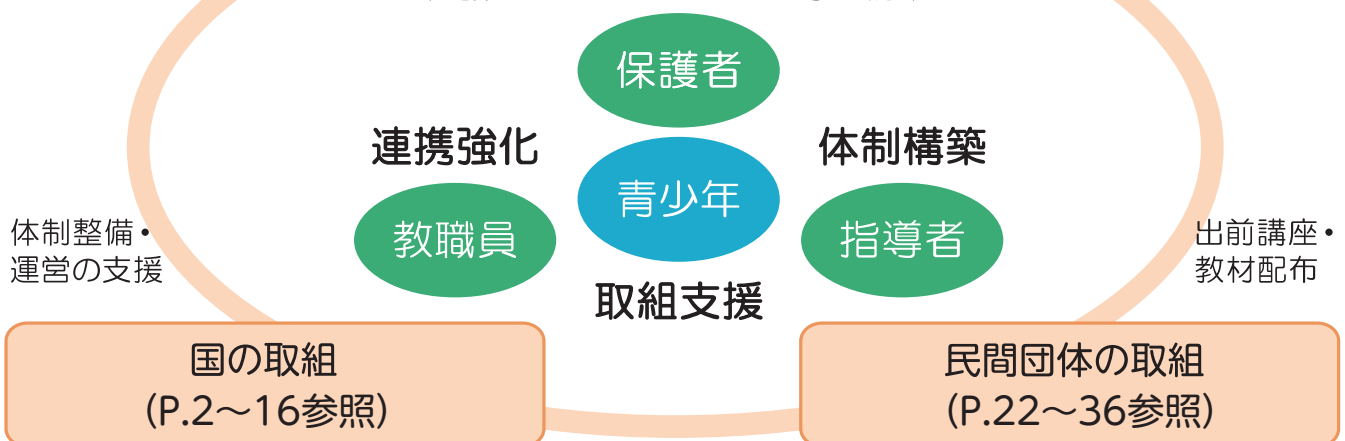 保護者
連携強化
体制構築
青少年
教職員
指導者
体制整備・
運営の支援
出前講座・
教材配布
取組支援
国の取組
(P.2～16参照)
民間団体の取組
(P.22～36参照)